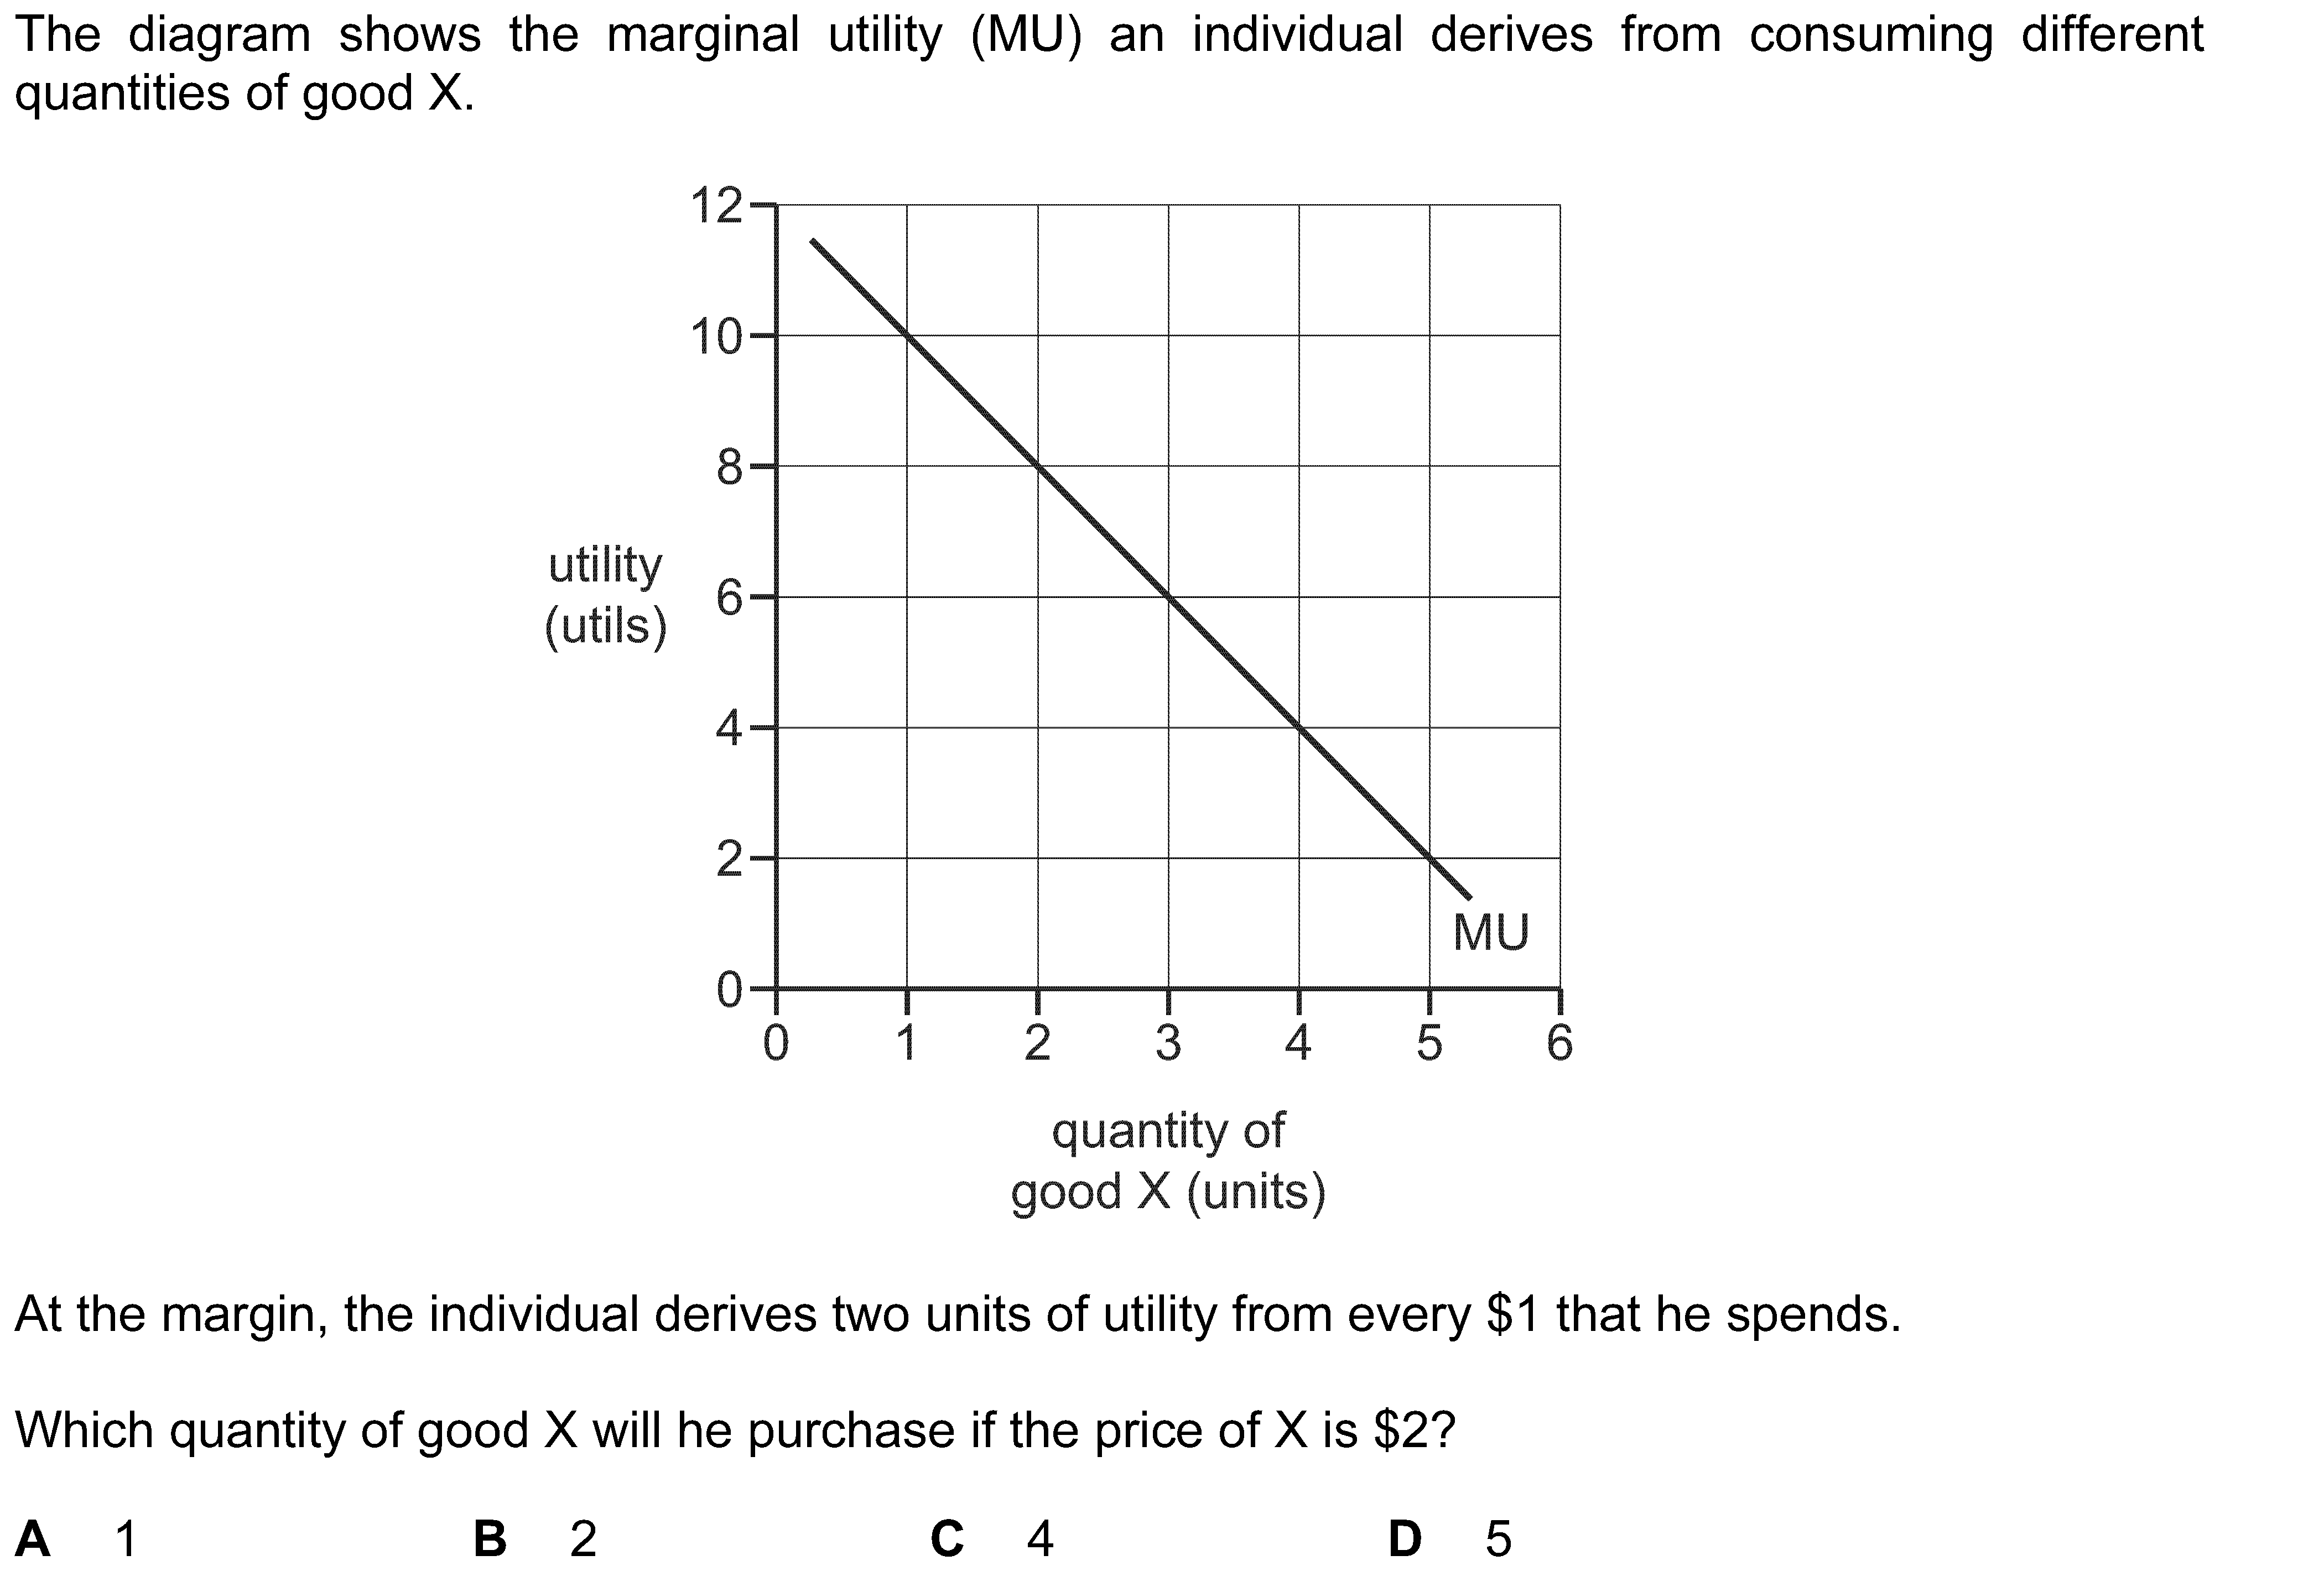 The diagram shows the marginal utility (MU) an individual derives from consuming different
quantities of good X.
12
10
8
6
4
2
0
utility
(utils)
MU
0 1 2 3 4 5 6
quantity of
good X (units)
At the margin, the individual derives two units of utility from every $1 that he spends.
Which quantity of good X will he purchase if the price of X is $2?
A 1 B 2 C 4 D 5